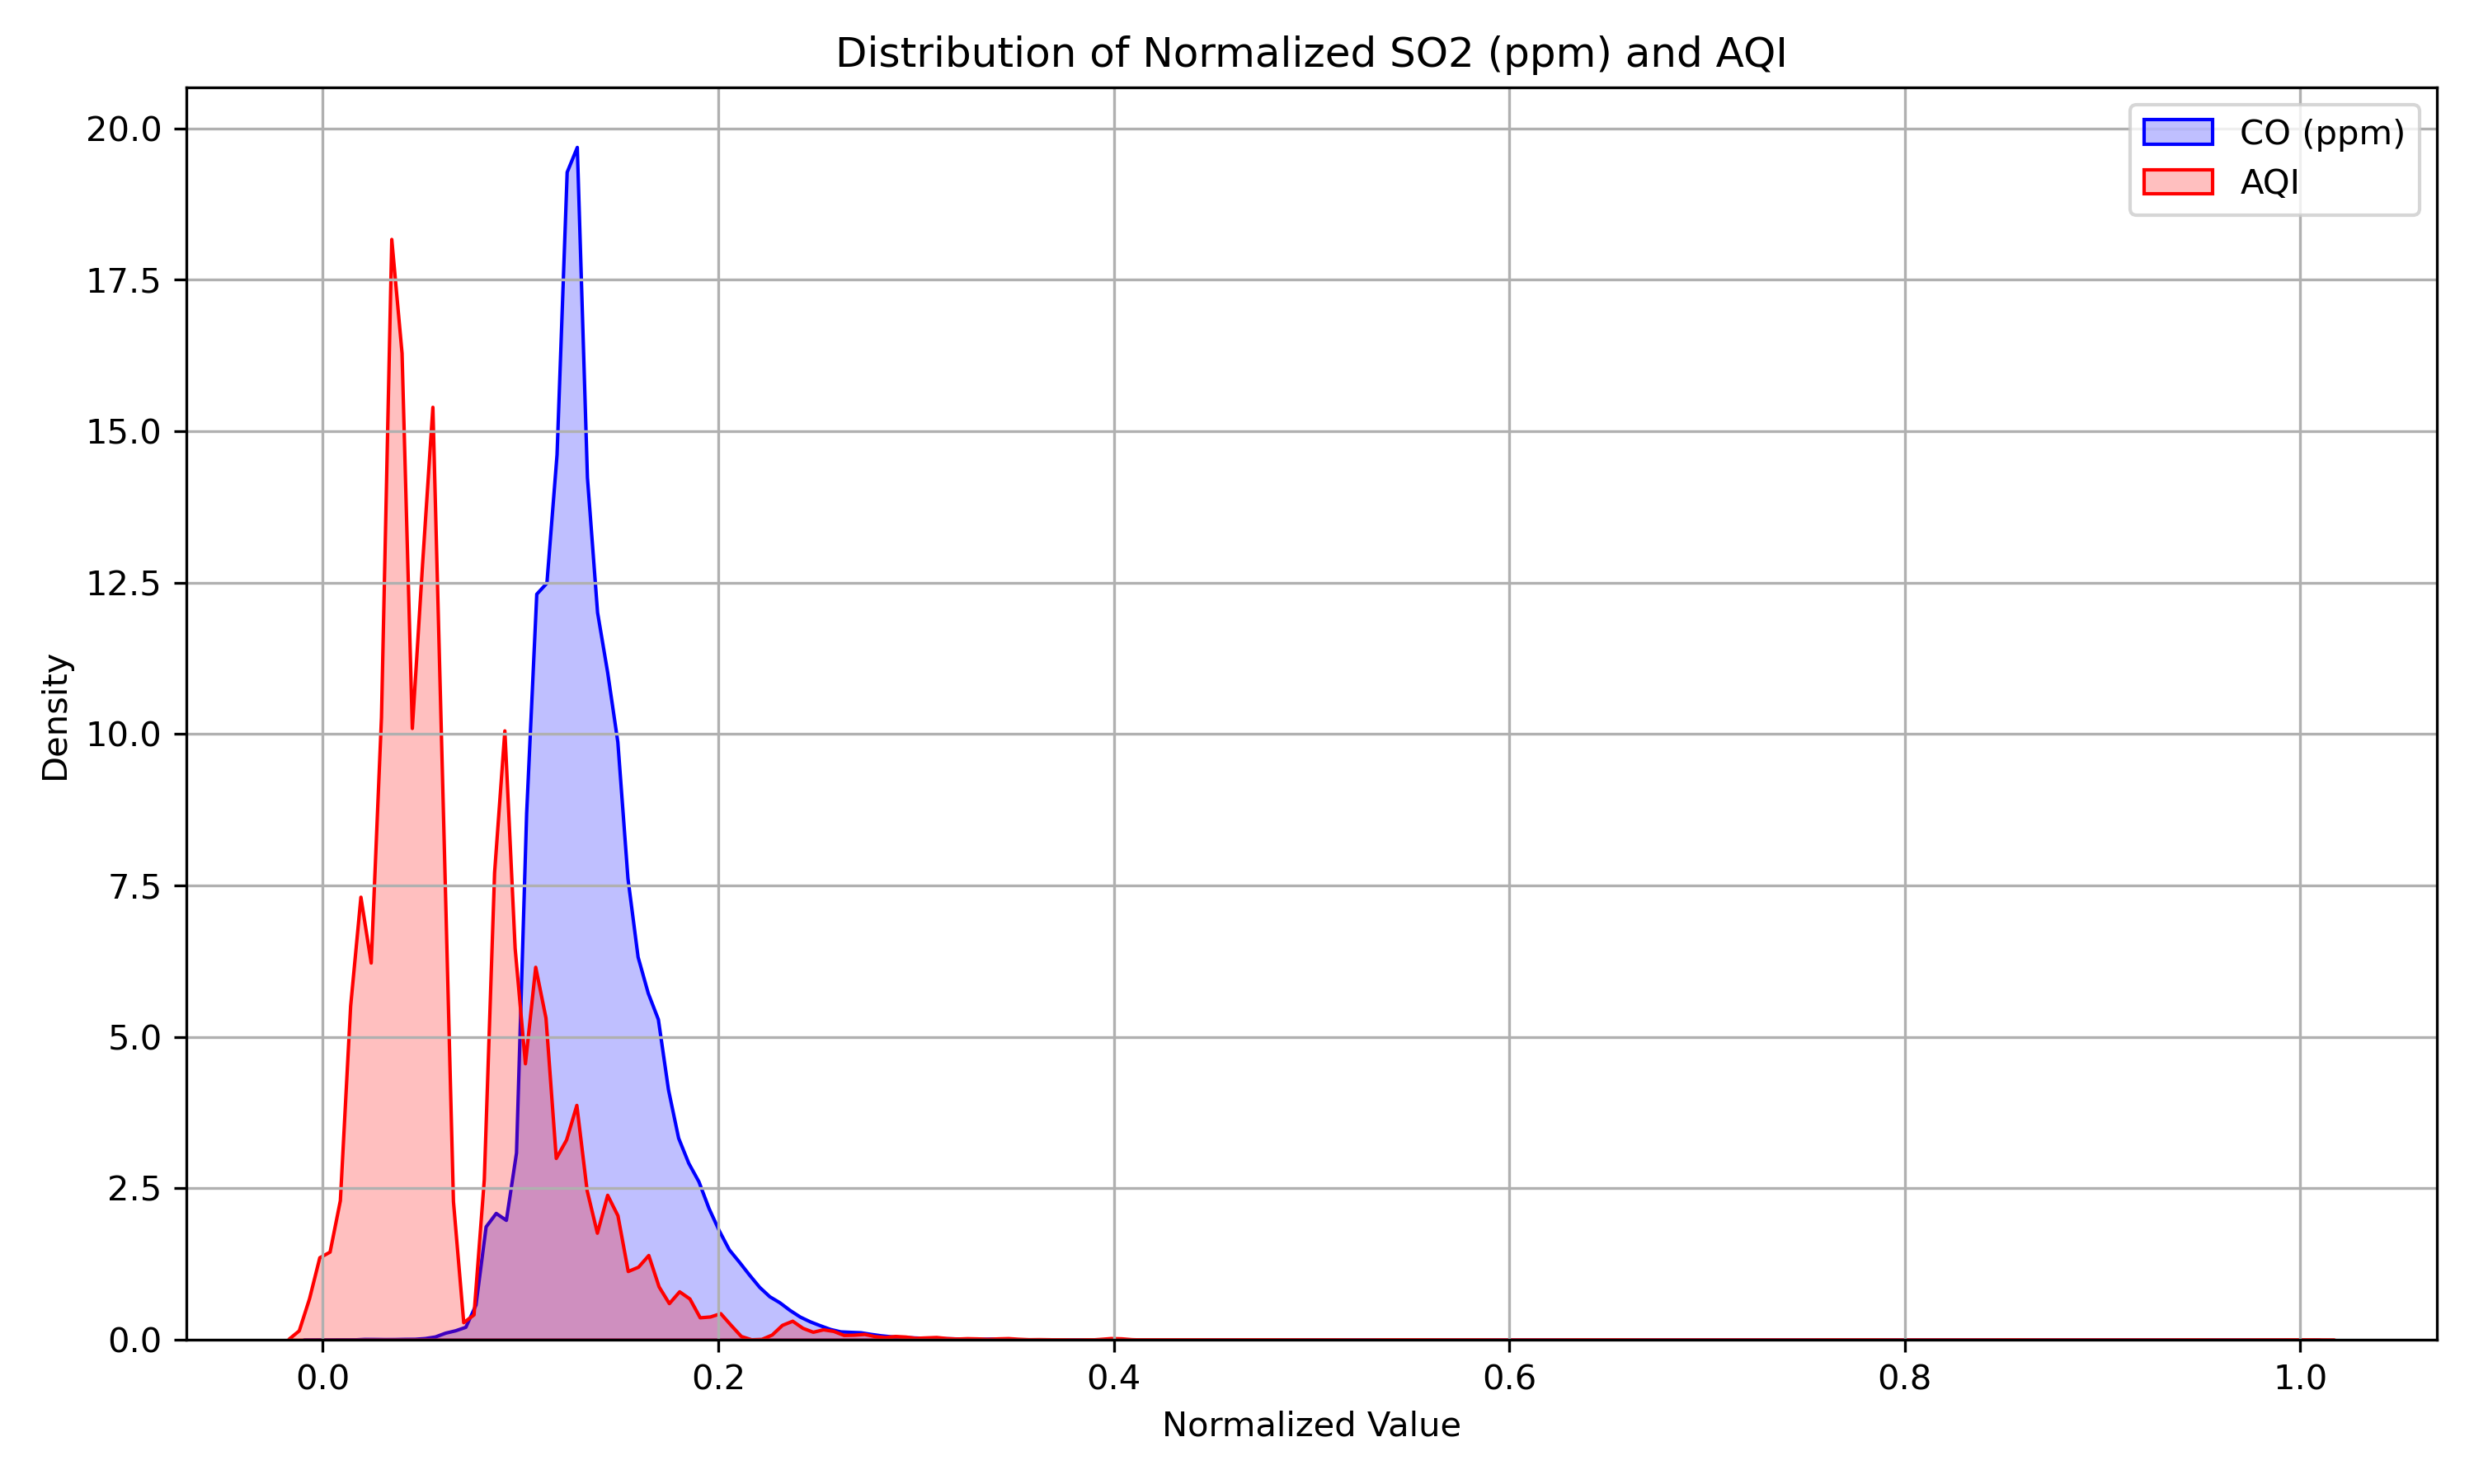 Distribution of Normalized SO2 (ppm) and AQI
CO (ppm)
AQI
20.0
17.5
15.0
12.5
10.0
7.5
5.0
2.5
0.0
Density
0.0 0.2 0.4 0.6 0.8 1.0
Normalized Value